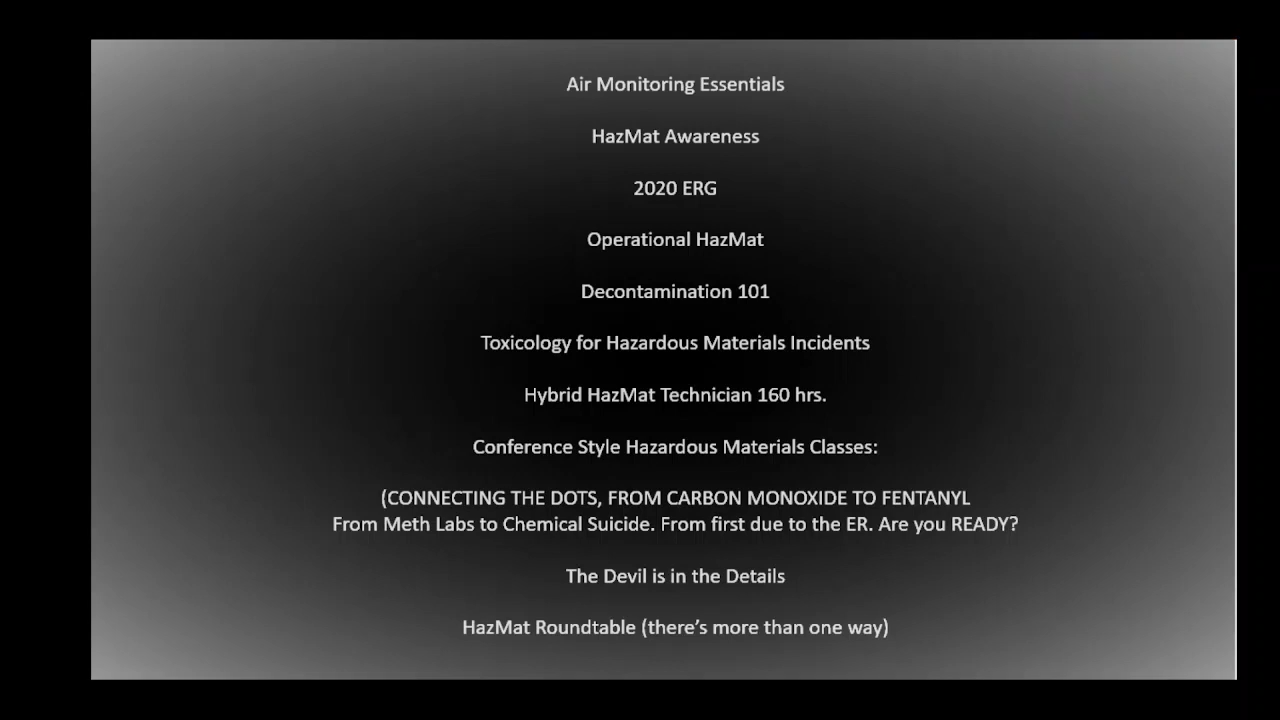 Air Monitoring Essentials
HazMat Awareness
2020 ERG
Operational HazMat
Decontamination 101
Toxicology for Hazardous Materials Incidents
Hybrid HazMat Technician 160 hrs.
Conference Style Hazardous Materials Classes:
(CONNECTING THE DOTS, FROM CARBON MONOXIDE TO FENTANYL
From Meth Labs to Chemical Suicide. From first due to the ER. Are you READY?
The Devil is in the Details
HazMat Roundtable (there’s more than one way)